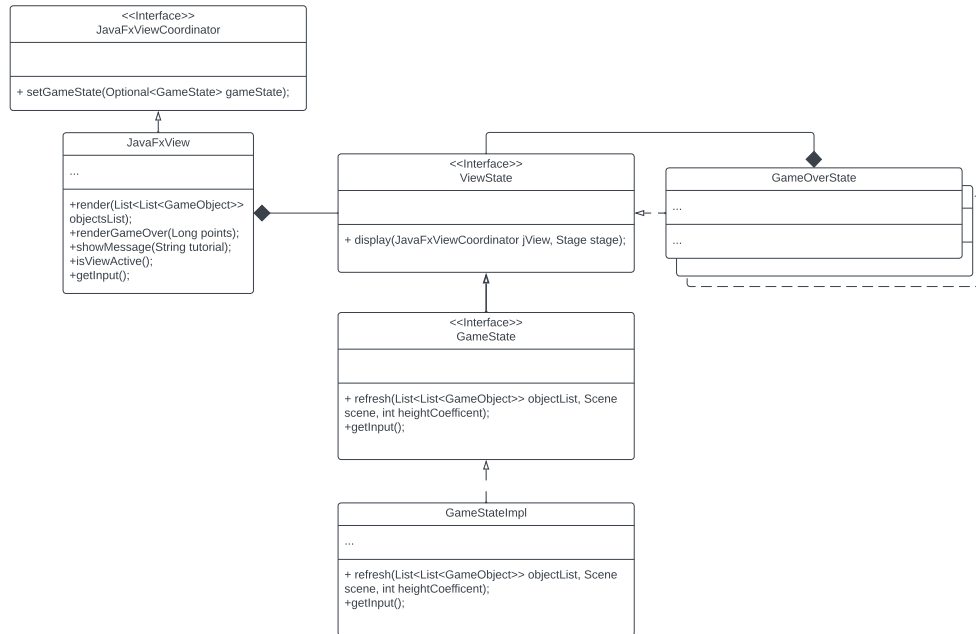 <<Interface>>
JavaFxViewCoordinator
+ setGameState(Optional<GameState> gameState);
JavaFxView
...
+render(List<List<GameObject>>
objectsList);
+renderGameOver(Long points);
+showMessage(String tutorial);
+isViewActive();
+getInput();
<<Interface>>
ViewState
+ display(JavaFxViewCoordinator jView, Stage stage);
GameOverState
...
...
<<Interface>>
GameState
+ refresh(List<List<GameObject>> objectList, Scene
scene, int heightCoefficent);
+getInput();
GameStateImpl
...
+ refresh(List<List<GameObject>> objectList, Scene
scene, int heightCoefficent);
+getInput();